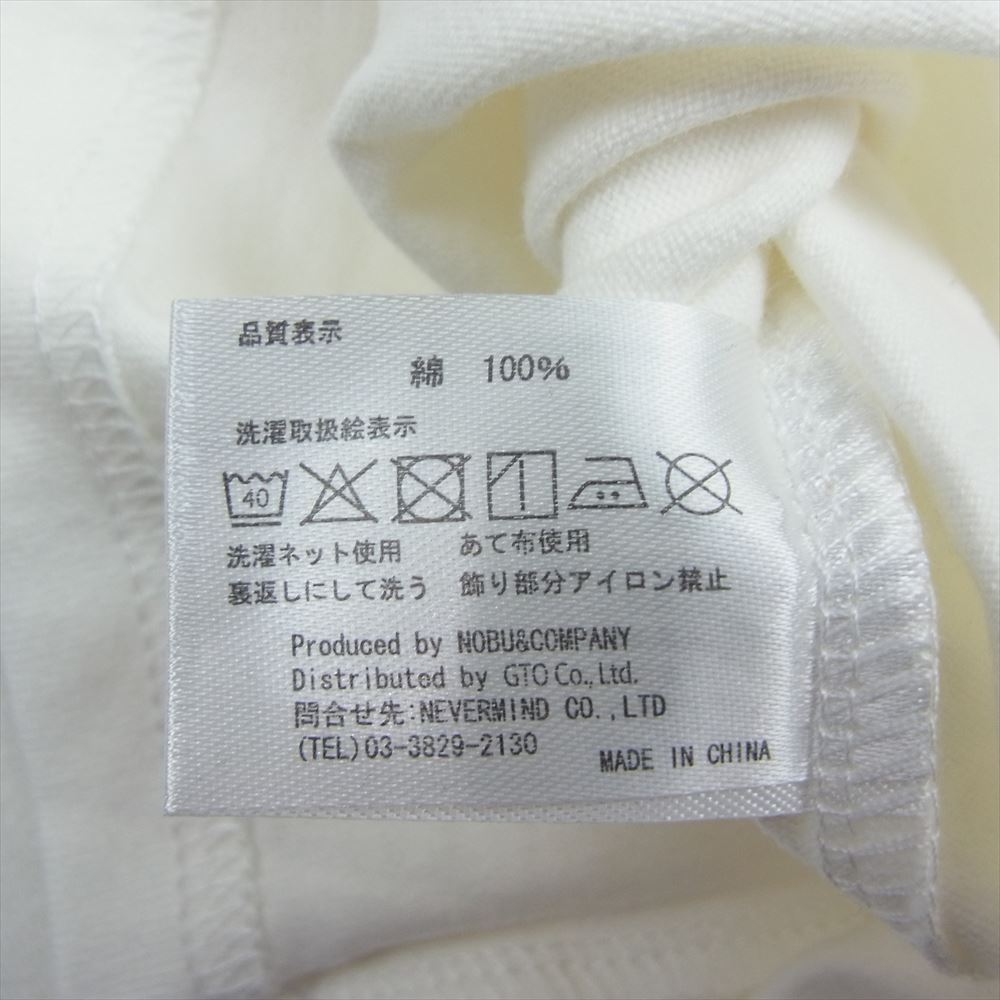 品質表示
綿 100%
洗濯取扱絵表示
40
洗濯ネット使用 あて布使用
裏返しにして洗う 飾り部分アイロン禁止
Produced by NOBU&COMPANY
Distributed by GTO Co., Ltd.
問合せ先:NEVERMIND CO.,LTD
(TEL)03-3829-2130
MADE IN CHINA